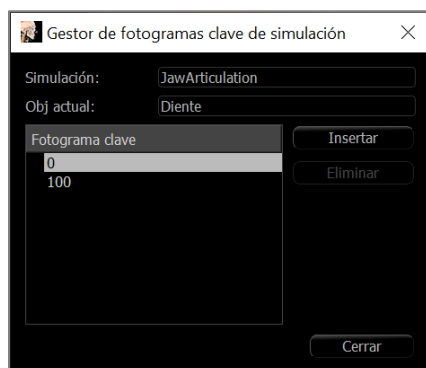 Gestor de fotogramas clave de simulación
Simulación: JawArticulation
Obj actual: Diente
Fotograma clave
Insertar
0
Eliminar
100
Cerrar